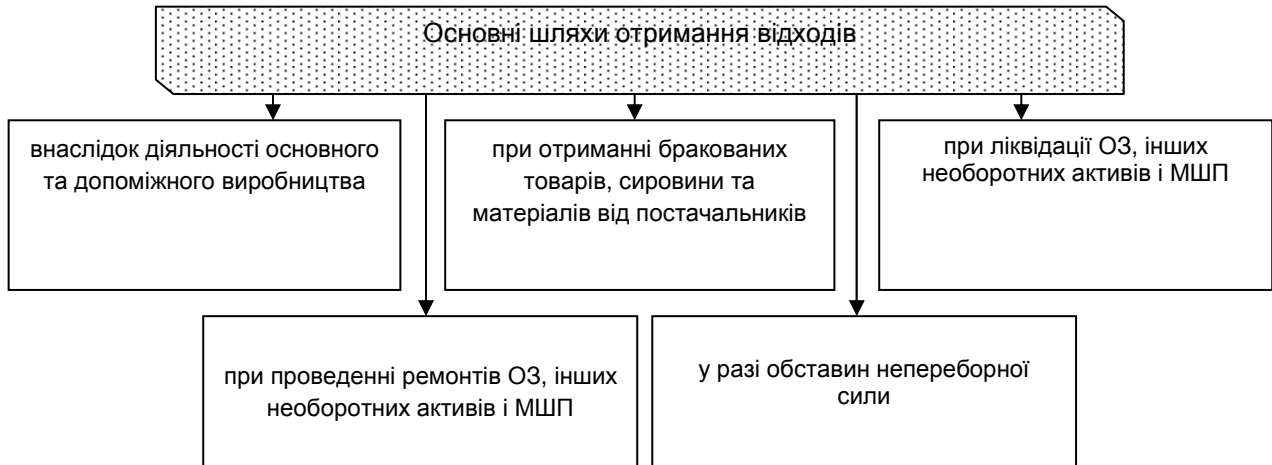 Основні шляхи отримання відходів
внаслідок діяльності основного
та допоміжного виробництва
при отриманні бракованих
товарів, сировини та
матеріалів від постачальників
при ліквідації ОЗ, інших
необоротних активів і МШП
при проведенні ремонтів ОЗ, інших
необоротних активів і МШП
у разі обставин непереборної
сили